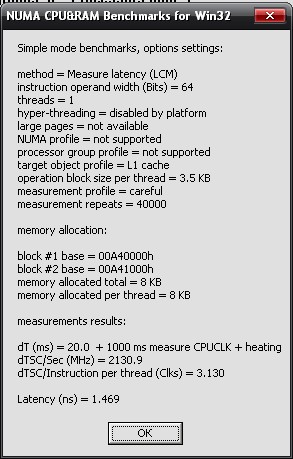 NUMA CPU&RAM Benchmarks for Win32
Simple mode benchmarks, options settings:
method = Measure latency (LCM)
instruction operand width (Bits) = 64
threads = 1
hyper-threading = disabled by platform
large pages = not available
NUMA profile = not supported
processor group profile = not supported
target object profile = L1 cache
operation block size per thread = 3.5 KB
measurement profile = careful
measurement repeats = 40000
memory allocation:
block #1 base = 00A40000h
block #2 base = 00A41000h
memory allocated total = 8 KB
memory allocated per thread = 8 KB
measurements results:
dT (ms) = 20.0  + 1000 ms measure CPUCLK + heating
dTSC/Sec (MHz) = 2130.9
dTSC/Instruction per thread (Clks) = 3.130
Latency (ns) = 1.469
OK